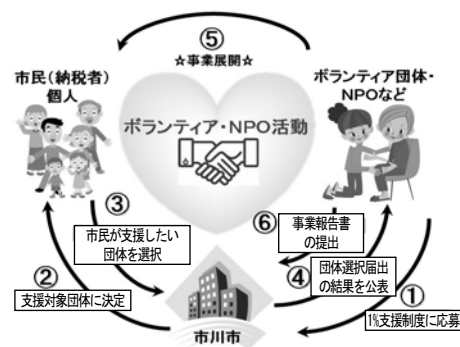 ⑤
☆事業展開☆
市民（納税者）
個人
ボランティア団体・
NPOなど
ボランティア・NPO活動
③
市民が支援したい
団体を選択
⑥
事業報告書
の提出
②
支援対象団体に決定
④
団体選択届出
の結果を公表
①
1%支援制度に応募
市川市